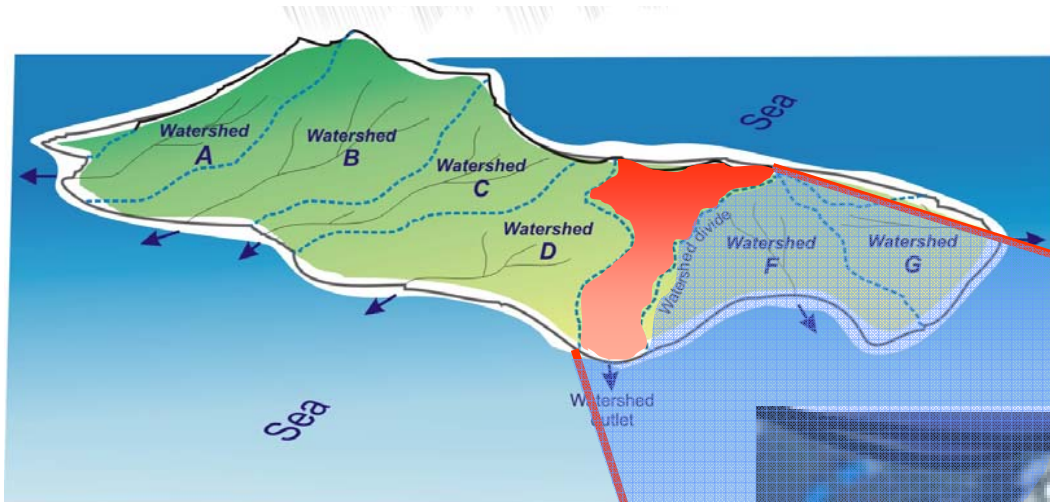 Sea
Watershed
A
Watershed
B
Watershed
C
Watershed
D
Watershed divide
Watershed
F
Watershed
G
Watershed
outlet
Sea